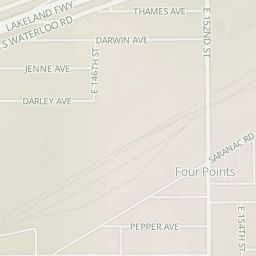 LAKELAND FWY
THAMES AVE
S WATERLOO RD
E 152ND ST
DARWIN AVE
E 146TH ST
JENNE AVE
DARLEY AVE
SARANAC RD
Four Points
E 154TH ST
PEPPER AVE